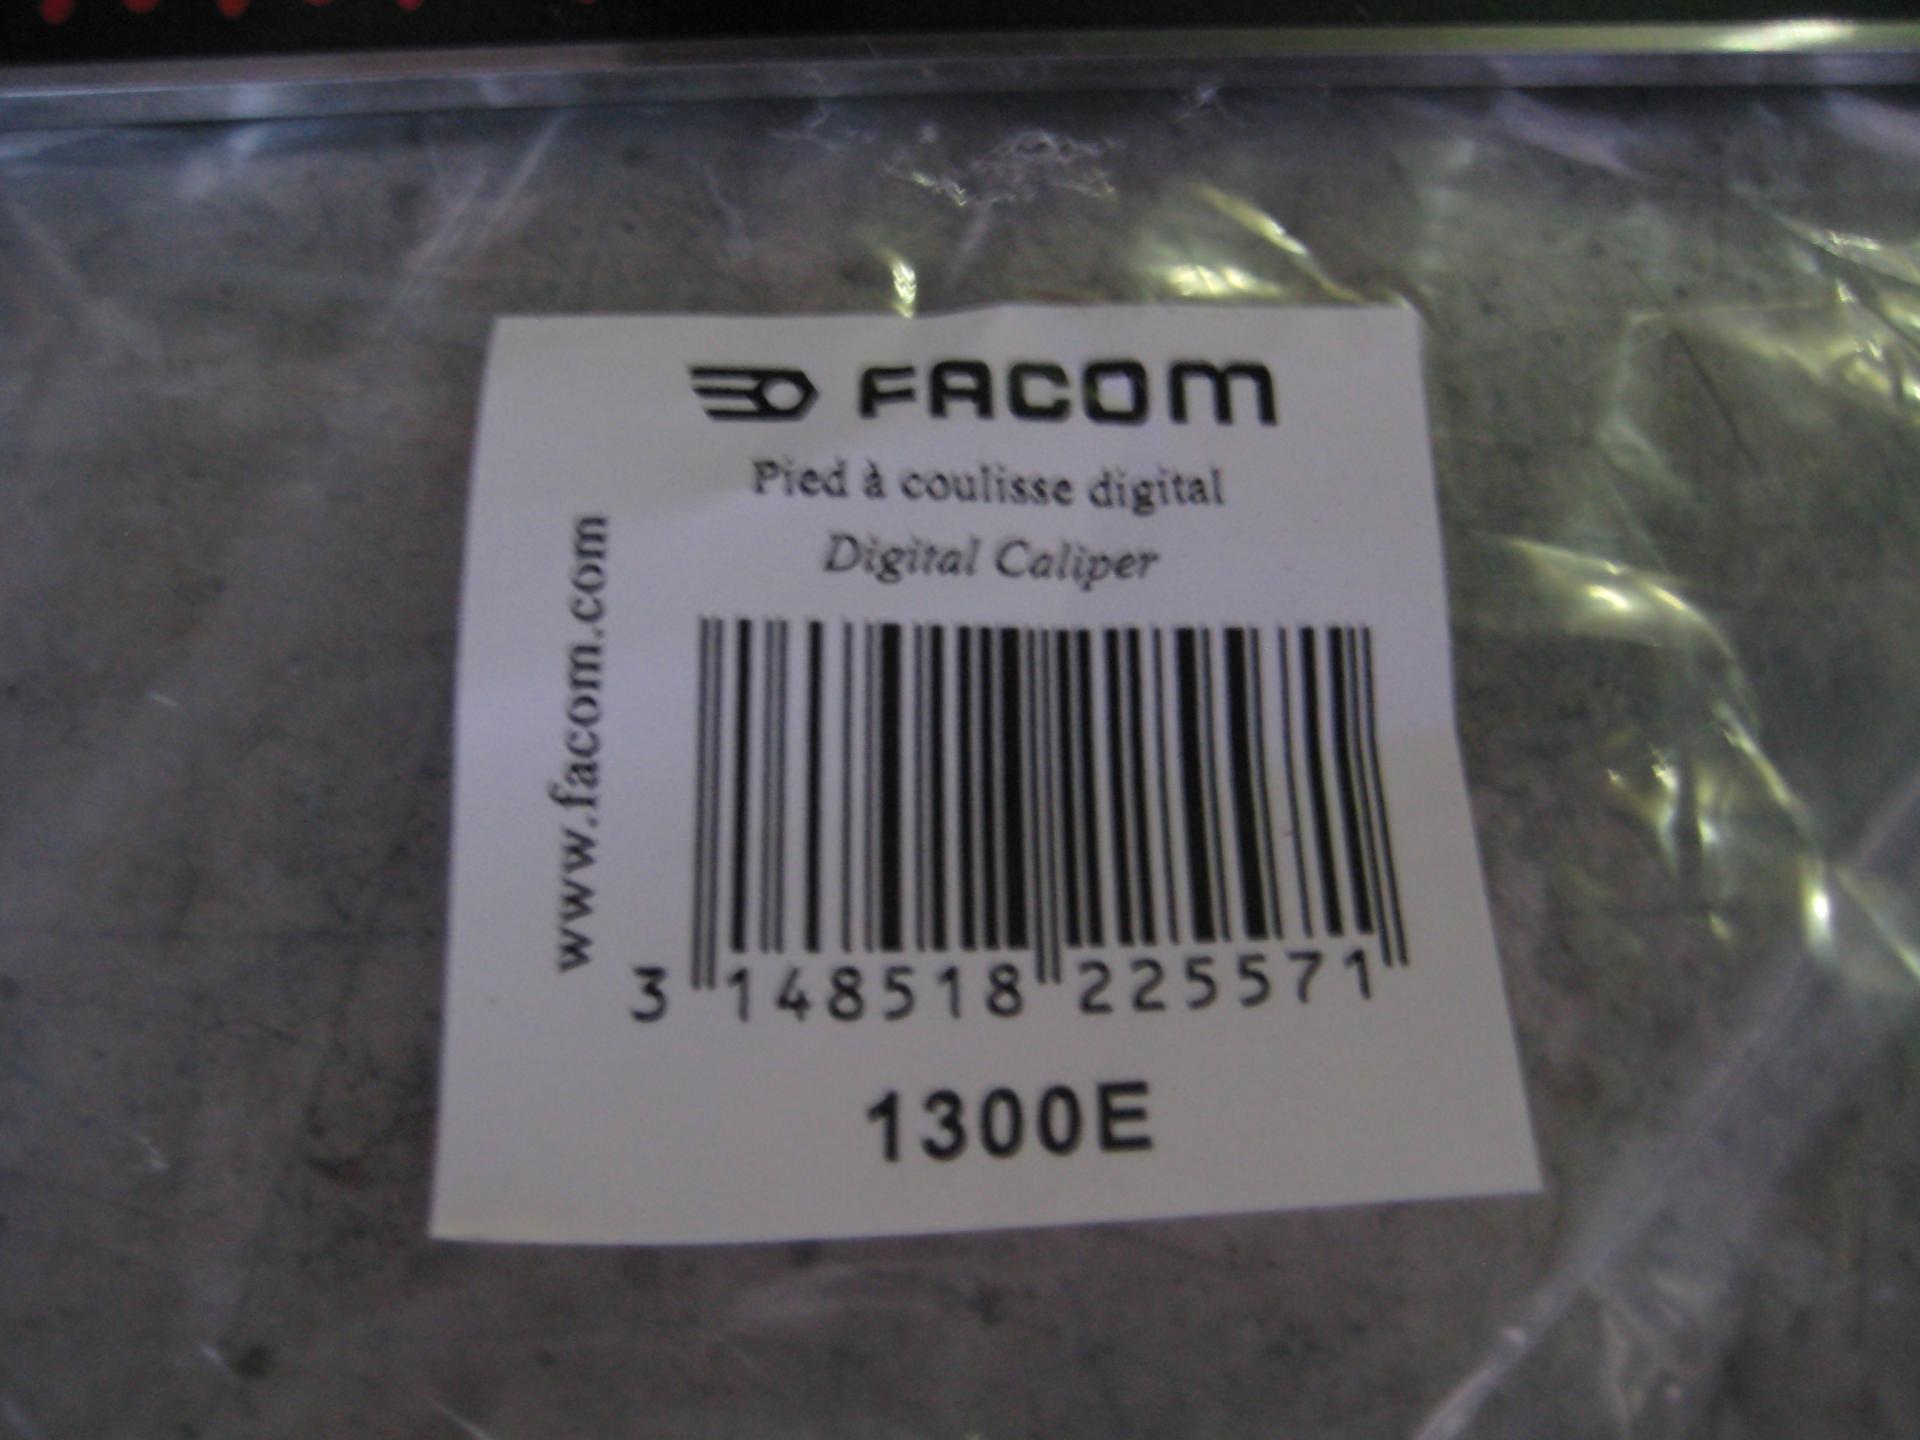 FACOM
Pied à coulisse digital
Digital Caliper
www.facom.com
3 148518 225571
1300E